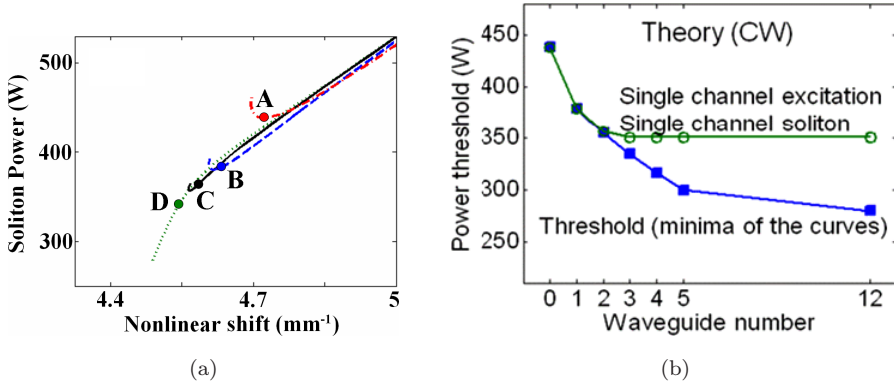 Soliton Power (W)
500
400
300
A
B
C
D
4.4
4.7
5
Nonlinear shift (mm⁻¹)
(a)
Power threshold (W)
450
400
350
300
250
Theory (CW)
Single channel excitation
Single channel soliton
Threshold (minima of the curves)
0 1 2 3 4 5 12
Waveguide number
(b)